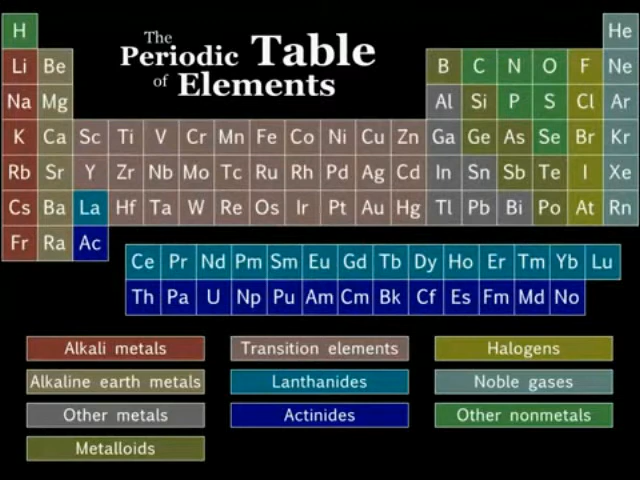 The
Periodic Table
of Elements
H He
Li Be B C N O F Ne
Na Mg Al Si P S Cl Ar
K Ca Sc Ti V Cr Mn Fe Co Ni Cu Zn Ga Ge As Se Br Kr
Rb Sr Y Zr Nb Mo Tc Ru Rh Pd Ag Cd In Sn Sb Te I Xe
Cs Ba La Hf Ta W Re Os Ir Pt Au Hg Tl Pb Bi Po At Rn
Fr Ra Ac
Ce Pr Nd Pm Sm Eu Gd Tb Dy Ho Er Tm Yb Lu
Th Pa U Np Pu Am Cm Bk Cf Es Fm Md No
Alkali metals Transition elements Halogens
Alkaline earth metals Lanthanides Noble gases
Other metals Actinides Other nonmetals
Metalloids